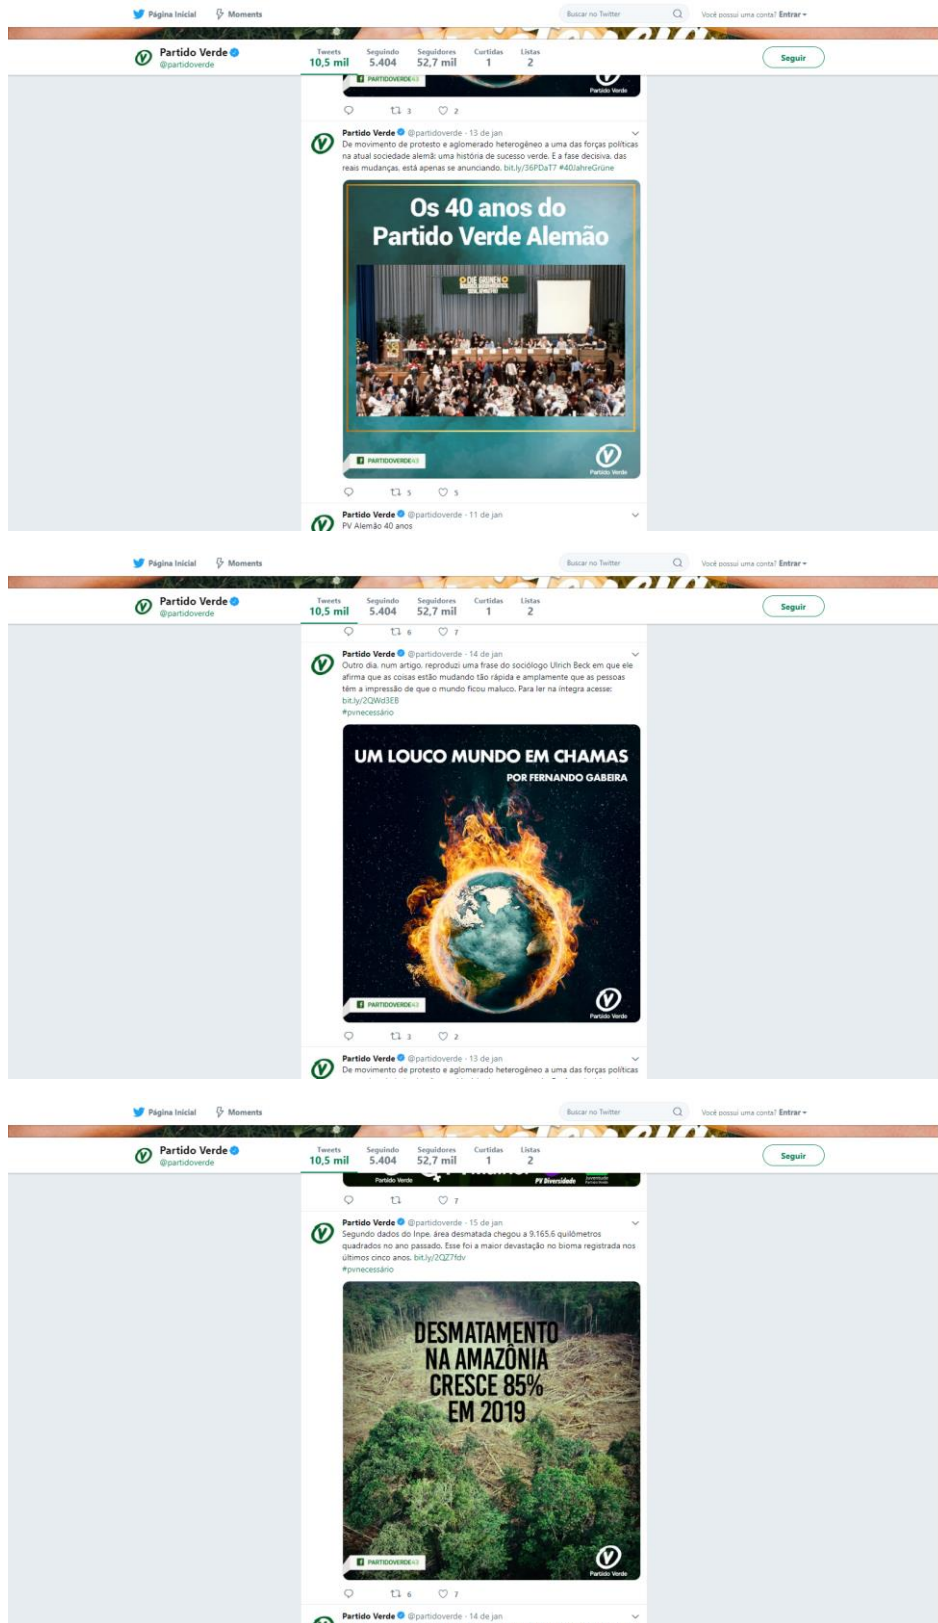 Página Inicial Moments Buscar no Twitter Você possui uma conta? Entrar
Partido Verde Tweets Seguindo Seguidores Curtidas Listas Seguir
@partidoverde 10,5 mil 5.404 52,7 mil 1 2
PARTIDOVERDE43
Partido Verde
3 2
Partido Verde @partidoverde - 13 de jan
De movimento de protesto e aglomerado heterogêneo a uma das forças políticas
na atual sociedade alemã: uma história de sucesso verde. E a fase decisiva, das
reais mudanças, está apenas se anunciando. bit.ly/36PDaT7 #40JahreGrüne
Os 40 anos do
Partido Verde Alemão
DIE GRÜNEN
PARTIDOVERDE43
Partido Verde
5 5
Partido Verde @partidoverde - 11 de jan
PV Alemão 40 anos
Página Inicial Moments Buscar no Twitter Você possui uma conta? Entrar
Partido Verde Tweets Seguindo Seguidores Curtidas Listas Seguir
@partidoverde 10,5 mil 5.404 52,7 mil 1 2
6 7
Partido Verde @partidoverde - 14 de jan
Outro dia, num artigo, reproduzi uma frase do sociólogo Ulrich Beck em que ele
afirma que as coisas estão mudando tão rápida e amplamente que as pessoas
têm a impressão de que o mundo ficou maluco. Para ler na íntegra acesse:
bit.ly/2QWd3EB
#pvnecessário
UM LOUCO MUNDO EM CHAMAS
POR FERNANDO GABEIRA
PARTIDOVERDE43
Partido Verde
3 2
Partido Verde @partidoverde - 13 de jan
De movimento de protesto e aglomerado heterogêneo a uma das forças políticas
Página Inicial Moments Buscar no Twitter Você possui uma conta? Entrar
Partido Verde Tweets Seguindo Seguidores Curtidas Listas Seguir
@partidoverde 10,5 mil 5.404 52,7 mil 1 2
Partido Verde PV Diversidade Juventude
7
Partido Verde @partidoverde - 15 de jan
Segundo dados do Inpe, área desmatada chegou a 9.165,6 quilômetros
quadrados no ano passado. Esse foi a maior devastação no bioma registrada nos
últimos cinco anos. bit.ly/2QZ7fdv
#pvnecessário
DESMATAMENTO
NA AMAZÔNIA
CRESCE 85%
EM 2019
PARTIDOVERDE43
Partido Verde
6 7
Partido Verde @partidoverde - 14 de jan